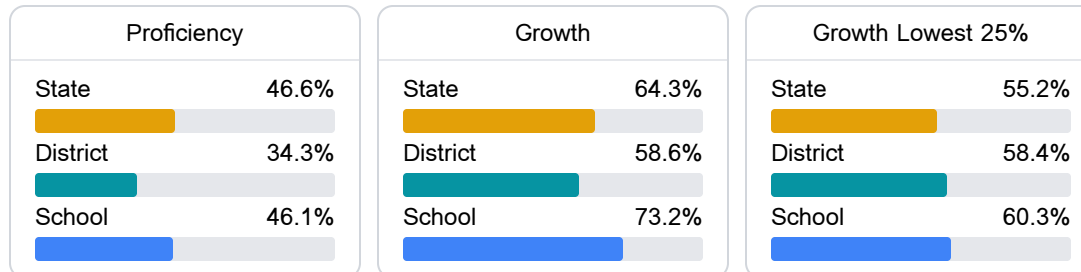 Proficiency
State 46.6%
District 34.3%
School 46.1%
Growth
State 64.3%
District 58.6%
School 73.2%
Growth Lowest 25%
State 55.2%
District 58.4%
School 60.3%